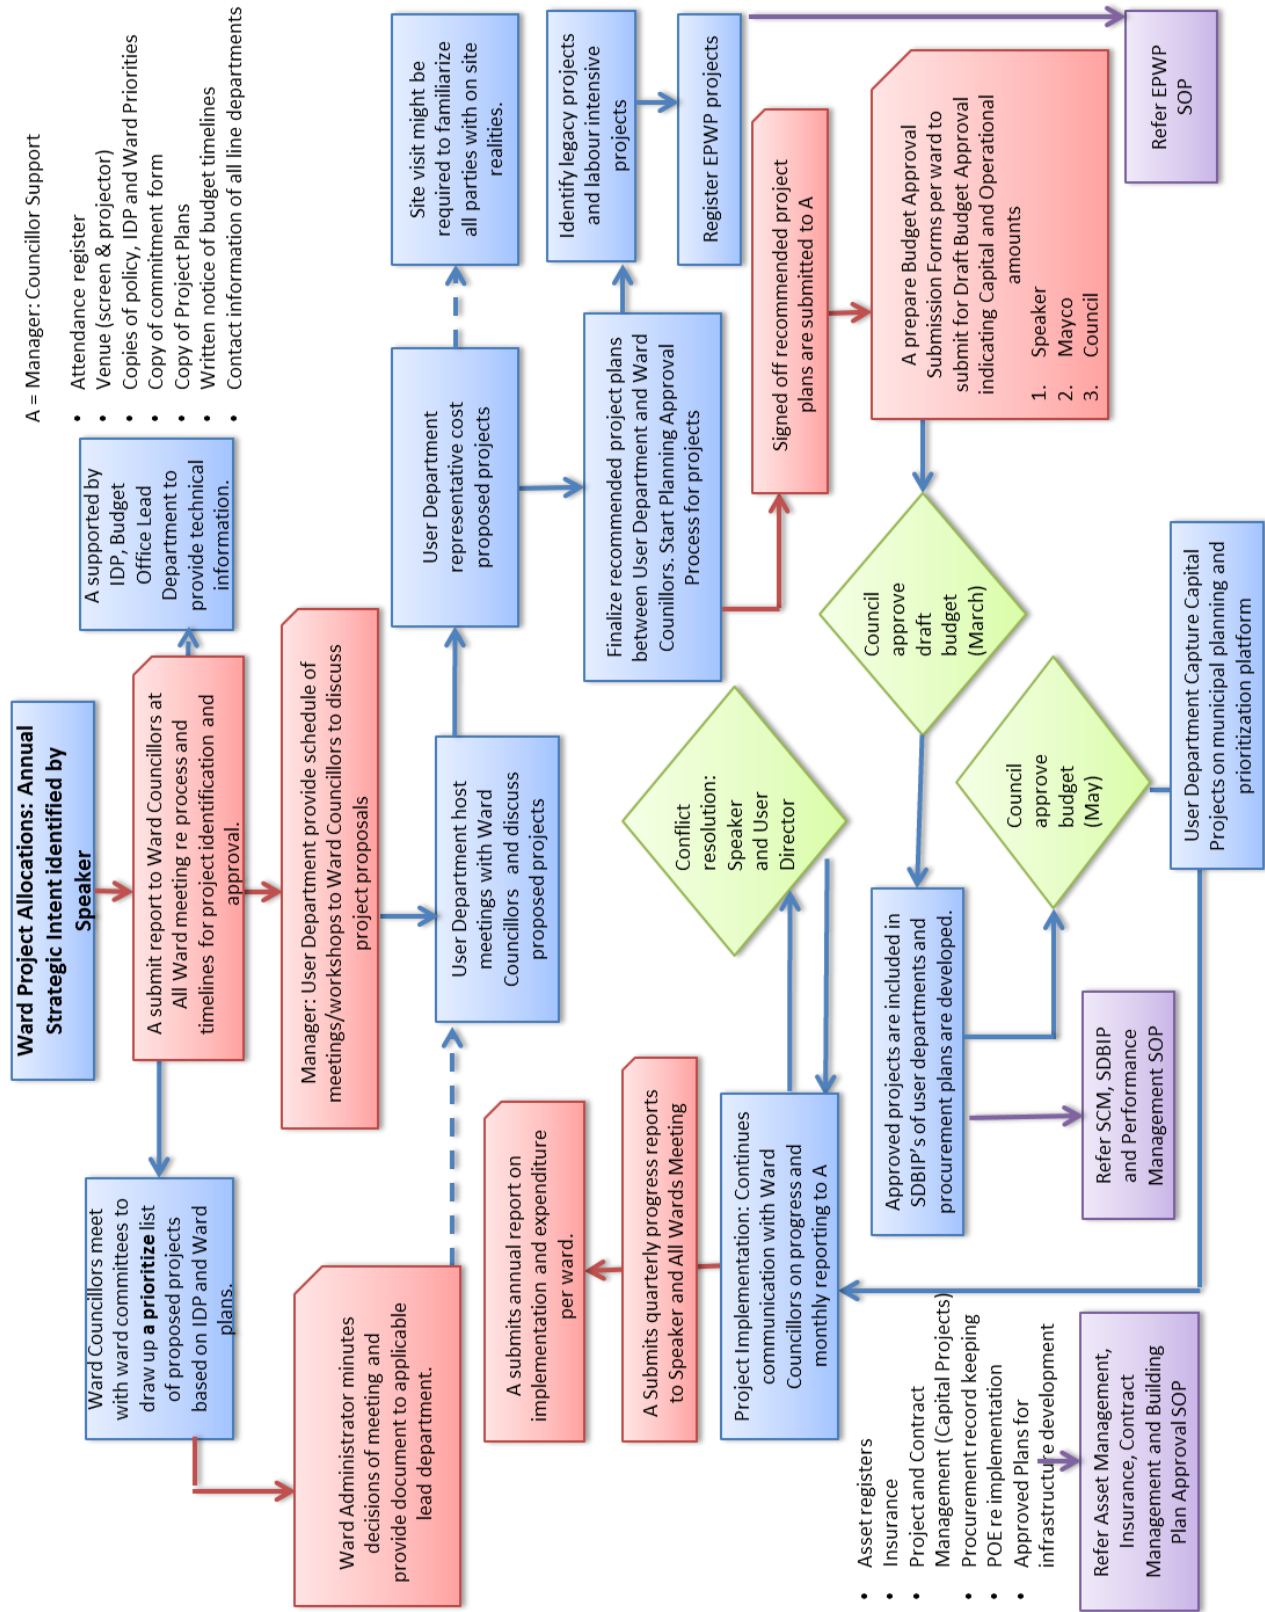 Ward Project Allocations: Annual
Strategic Intent identified by
Speaker
A = Manager: Councillor Support
• Attendance register
• Venue (screen & projector)
• Copies of policy, IDP and Ward Priorities
• Copy of commitment form
• Copy of Project Plans
• Written notice of budget timelines
• Contact information of all line departments
A supported by
IDP, Budget
Office Lead
Department to
provide technical
information.
A submit report to Ward Councillors at
All Ward meeting re process and
timelines for project identification and
approval.
Ward Councillors meet
with ward committees to
draw up a prioritize list
of proposed projects
based on IDP and Ward
plans.
Manager: User Department provide schedule of
meetings/workshops to Ward Councillors to discuss
project proposals
Ward Administrator minutes
decisions of meeting and
provide document to applicable
lead department.
User Department host
meetings with Ward
Councillors and discuss
proposed projects
User Department
representative cost
proposed projects
Site visit might be
required to familiarize
all parties with on site
realities.
Finalize recommended project plans
between User Department and Ward
Counillors. Start Planning Approval
Process for projects
Identify legacy projects
and labour intensive
projects
Register EPWP projects
Signed off recommended project
plans are submitted to A
A prepare Budget Approval
Submission Forms per ward to
submit for Draft Budget Approval
indicating Capital and Operational
amounts
1. Speaker
2. Mayco
3. Council
Refer EPWP
SOP
Council
approve
draft
budget
(March)
Conflict
resolution:
Speaker
and User
Director
A submits annual report on
implementation and expenditure
per ward.
A Submits quarterly progress reports
to Speaker and All Wards Meeting
Project Implementation: Continues
communication with Ward
Councillors on progress and
monthly reporting to A
Approved projects are included in
SDBIP's of user departments and
procurement plans are developed.
Council
approve
budget
(May)
Refer SCM, SDBIP
and Performance
Management SOP
User Department Capture Capital
Projects on municipal planning and
prioritization platform
• Asset registers
• Insurance
• Project and Contract
Management (Capital Projects)
• Procurement record keeping
• POE re implementation
• Approved Plans for
infrastructure development
Refer Asset Management,
Insurance, Contract
Management and Building
Plan Approval SOP